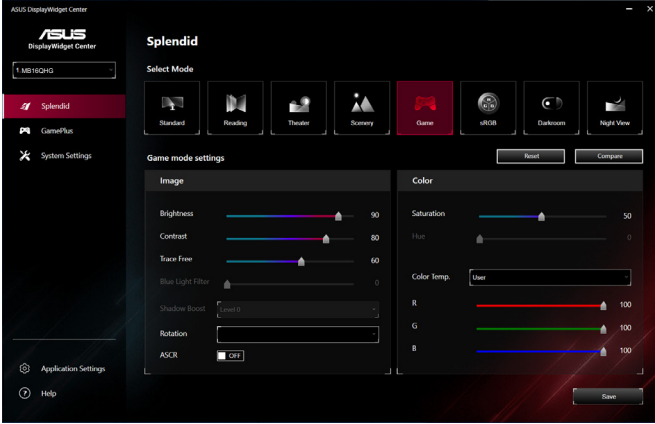 ASUS DisplayWidget Center
ASUS
DisplayWidget Center
1 MB16QHG
Splendid
GamePlus
System Settings
Application Settings
Help
Splendid
Select Mode
Standard
Reading
Theater
Scenery
Game
sRGB
Darkroom
Night View
Game mode settings
Reset
Compare
Image
Brightness 90
Contrast 80
Trace Free 60
Blue Light Filter 0
Shadow Boost Level 0
Rotation
ASCR OFF
Color
Saturation 50
Hue 0
Color Temp. User
R 100
G 100
B 100
Save